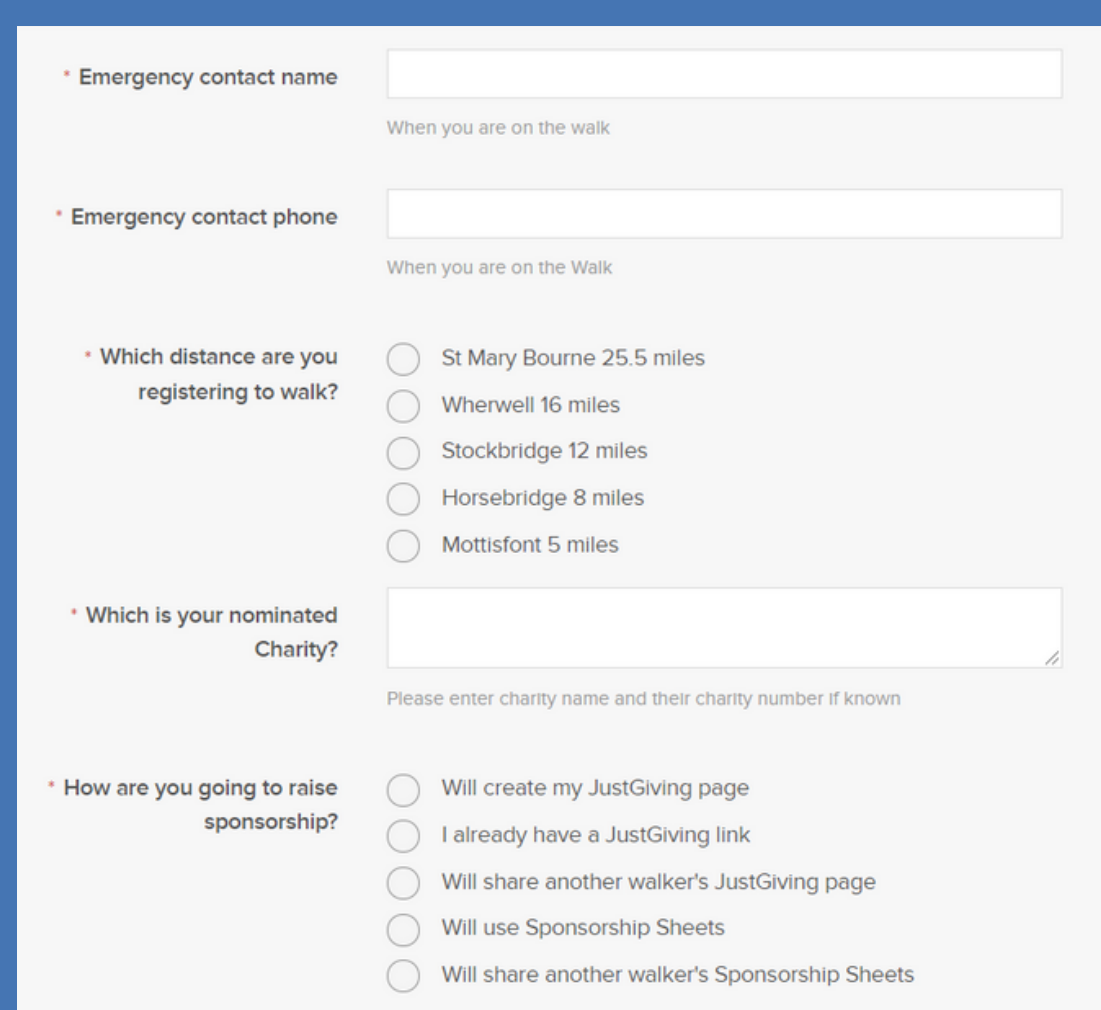 * Emergency contact name
When you are on the walk
* Emergency contact phone
When you are on the Walk
* Which distance are you
registering to walk?
St Mary Bourne 25.5 miles
Wherwell 16 miles
Stockbridge 12 miles
Horsebridge 8 miles
Mottisfont 5 miles
* Which is your nominated
Charity?
Please enter charity name and their charity number if known
* How are you going to raise
sponsorship?
Will create my JustGiving page
I already have a JustGiving link
Will share another walker's JustGiving page
Will use Sponsorship Sheets
Will share another walker's Sponsorship Sheets